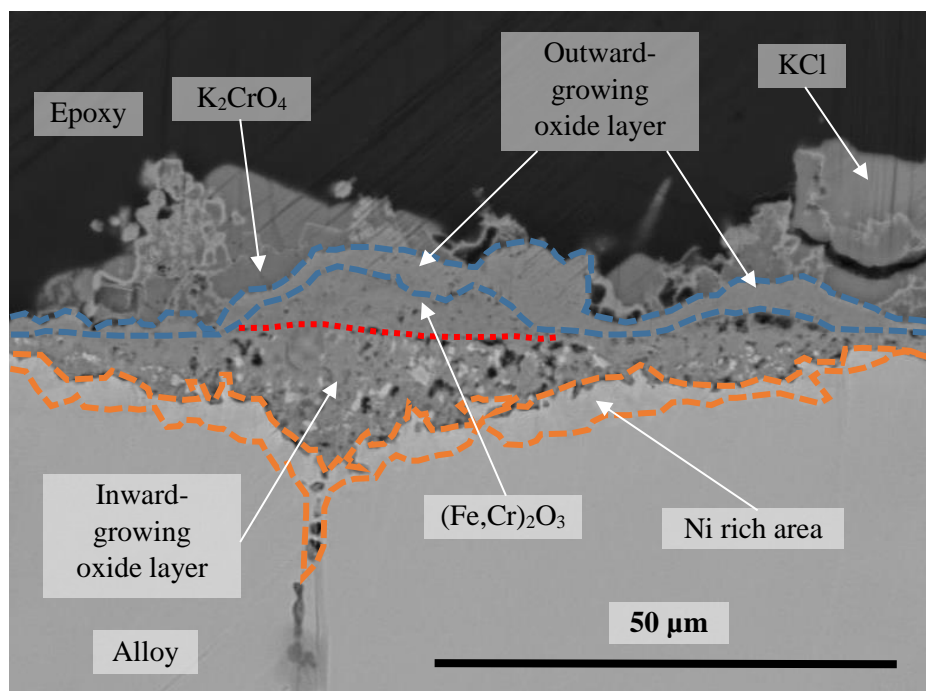 Epoxy
K₂CrO₄
Outward-
growing
oxide layer
KCl
Inward-
growing
oxide layer
(Fe,Cr)₂O₃
Ni rich area
Alloy
50 µm